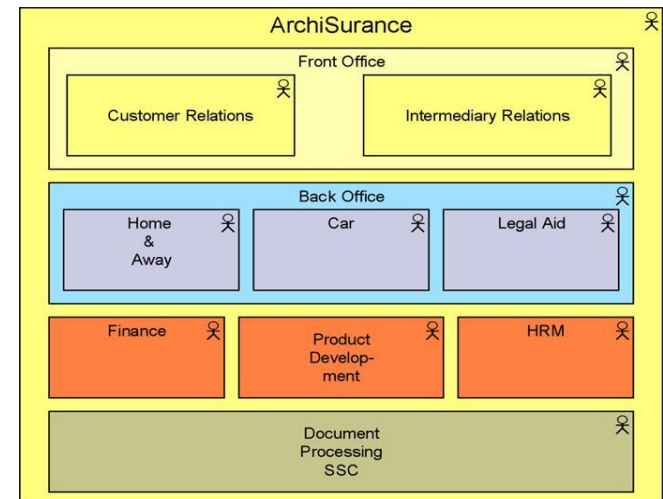 ArchiSurance
Front Office
Customer Relations
Intermediary Relations
Back Office
Home
&
Away
Car
Legal Aid
Finance
Product
Develop-
ment
HRM
Document
Processing
SSC